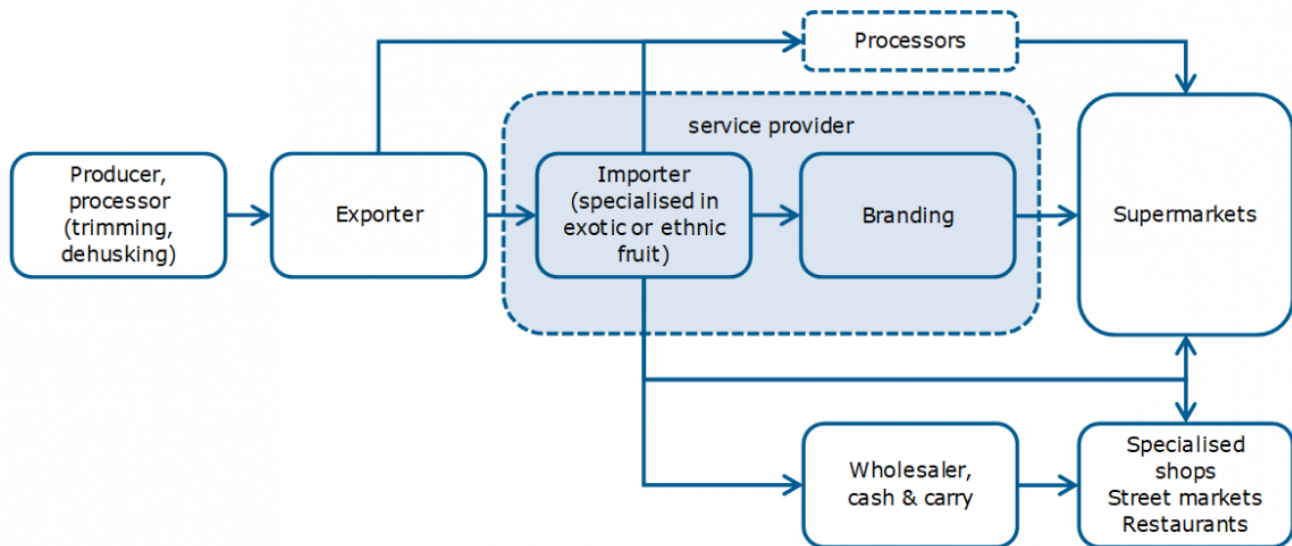 Processors
service provider
Producer,
processor
(trimming,
dehusking)
Exporter
Importer
(specialised in
exotic or ethnic
fruit)
Branding
Supermarkets
Wholesaler,
cash & carry
Specialised
shops
Street markets
Restaurants